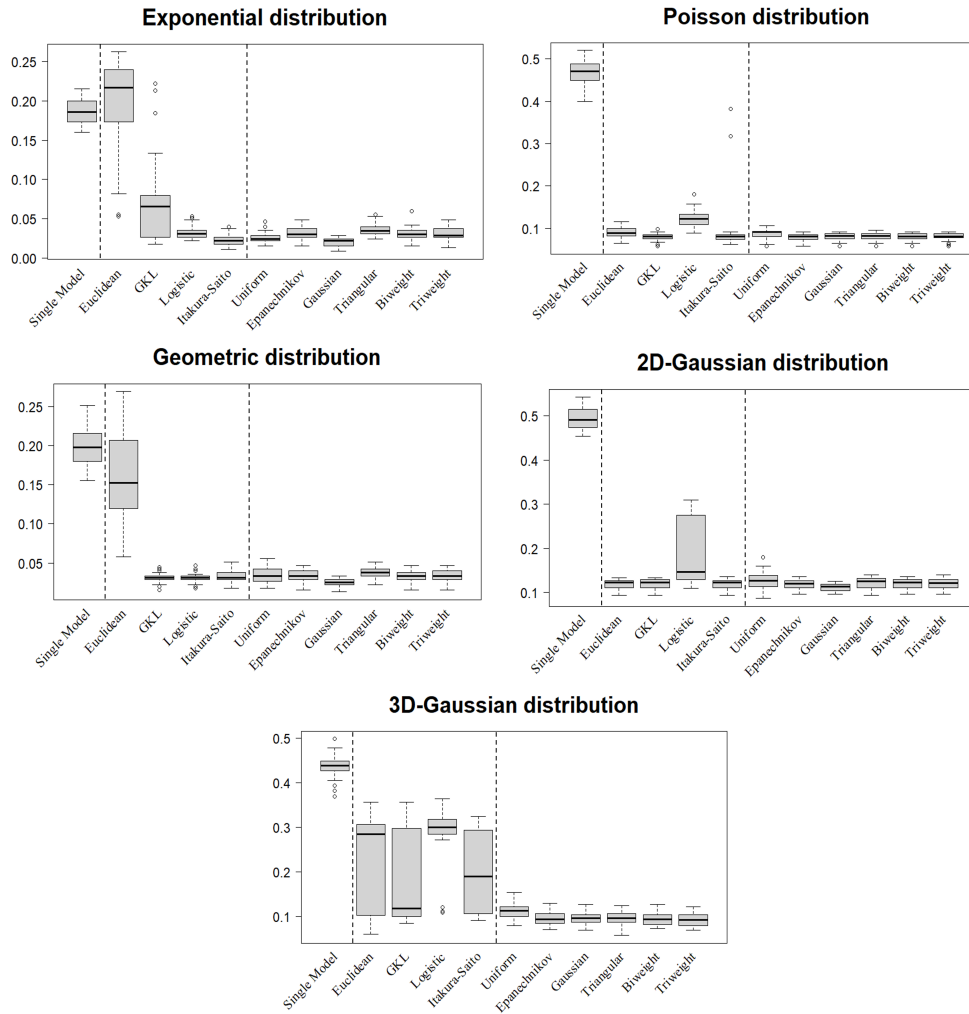 Exponential distribution
0.25
0.20
0.15
0.10
0.05
0.00
Single Model
Euclidean
GKL
Logistic
Itakura-Saito
Uniform
Epanechnikov
Gaussian
Triangular
Biweight
Triweight
Poisson distribution
0.5
0.4
0.3
0.2
0.1
Single Model
Euclidean
GKL
Logistic
Itakura-Saito
Uniform
Epanechnikov
Gaussian
Triangular
Biweight
Triweight
Geometric distribution
0.25
0.20
0.15
0.10
0.05
Single Model
Euclidean
GKL
Logistic
Itakura-Saito
Uniform
Epanechnikov
Gaussian
Triangular
Biweight
Triweight
2D-Gaussian distribution
0.5
0.4
0.3
0.2
0.1
Single Model
Euclidean
GKL
Logistic
Itakura-Saito
Uniform
Epanechnikov
Gaussian
Triangular
Biweight
Triweight
3D-Gaussian distribution
0.5
0.4
0.3
0.2
0.1
Single Model
Euclidean
GKL
Logistic
Itakura-Saito
Uniform
Epanechnikov
Gaussian
Triangular
Biweight
Triweight